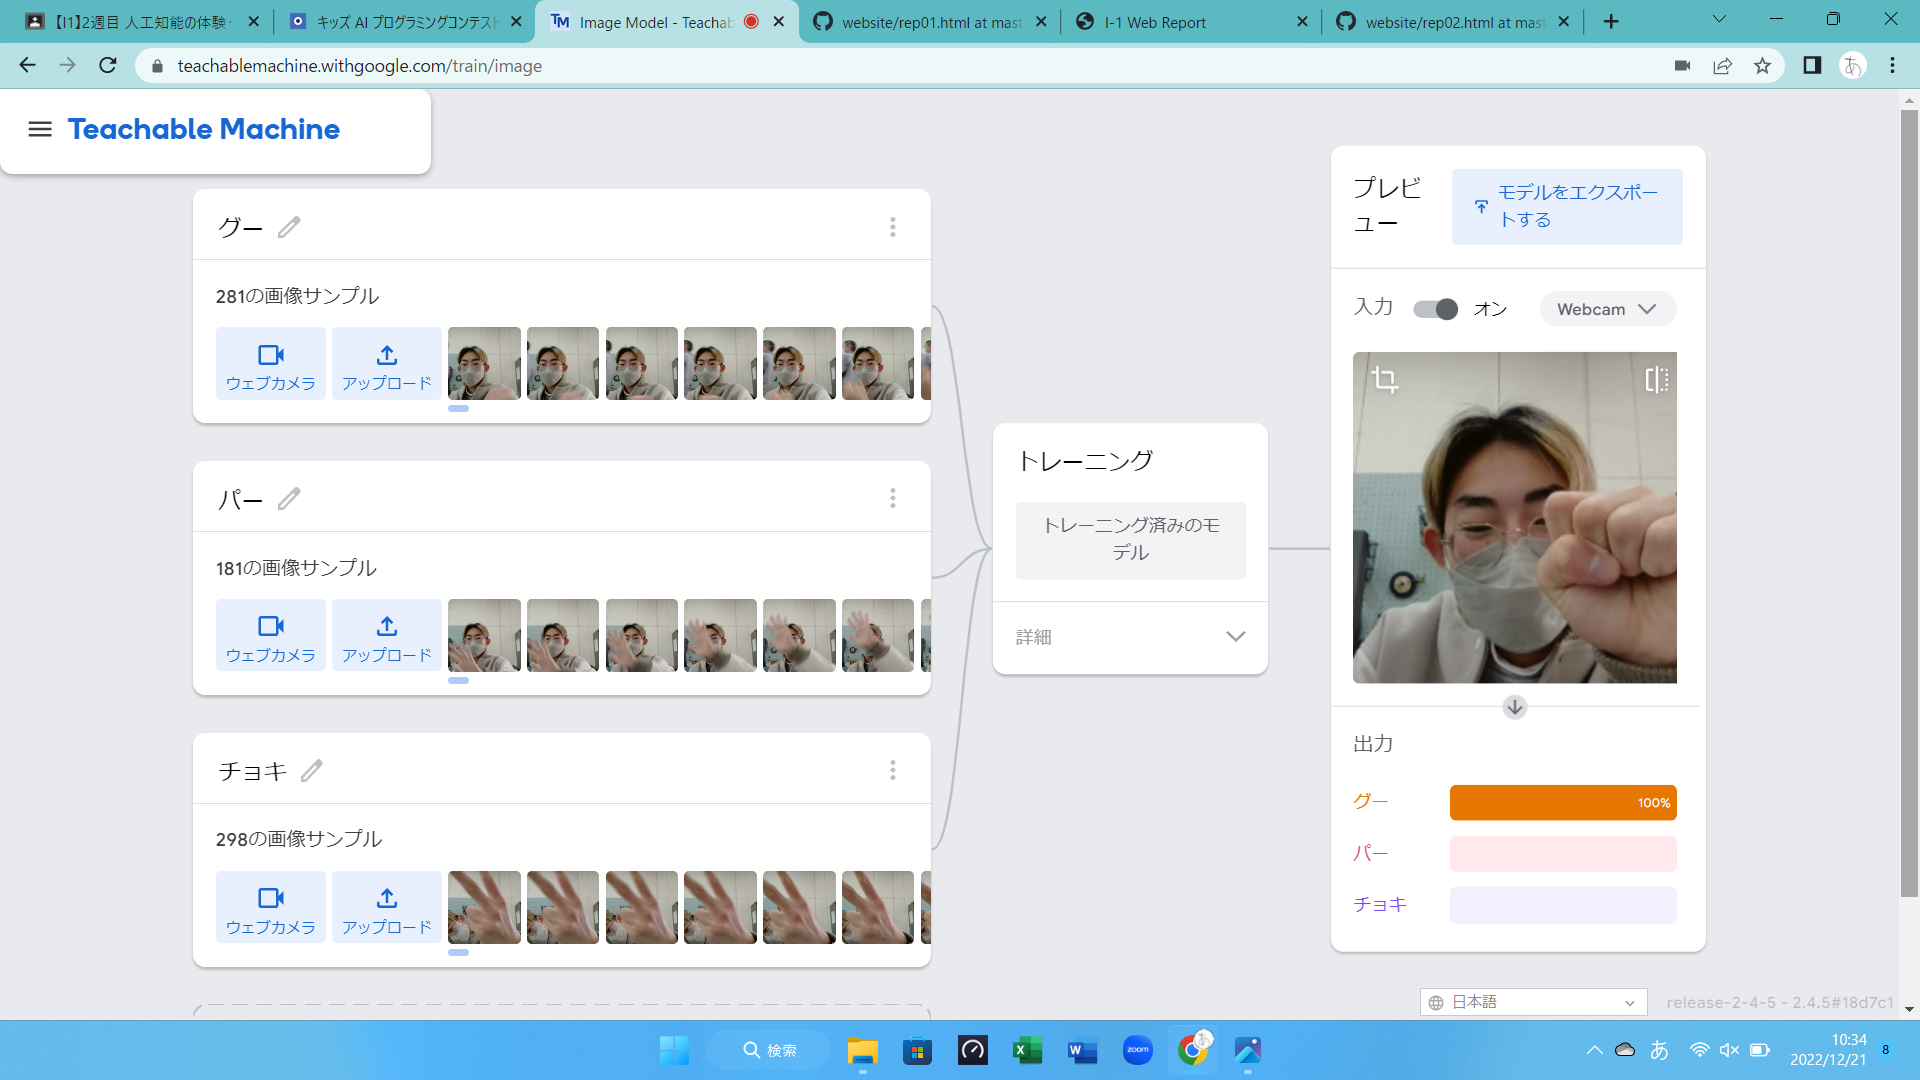 【I1】2週目 人工知能の体験
キッズ AI プログラミングコンテスト
Image Model - Teachab
website/rep01.html at mast
I-1 Web Report
website/rep02.html at mast
teachablemachine.withgoogle.com/train/image
あ
Teachable Machine
グー
281の画像サンプル
ウェブカメラ
アップロード
パー
181の画像サンプル
ウェブカメラ
アップロード
チョキ
298の画像サンプル
ウェブカメラ
アップロード
トレーニング
トレーニング済みのモ
デル
詳細
プレビ
ュー
モデルをエクスポー
トする
入力
オン
Webcam
出力
グー
100%
パー
チョキ
日本語
release-2-4-5 - 2.4.5#18d7c1
検索
zoom
あ
あ
10:34
2022/12/21
8